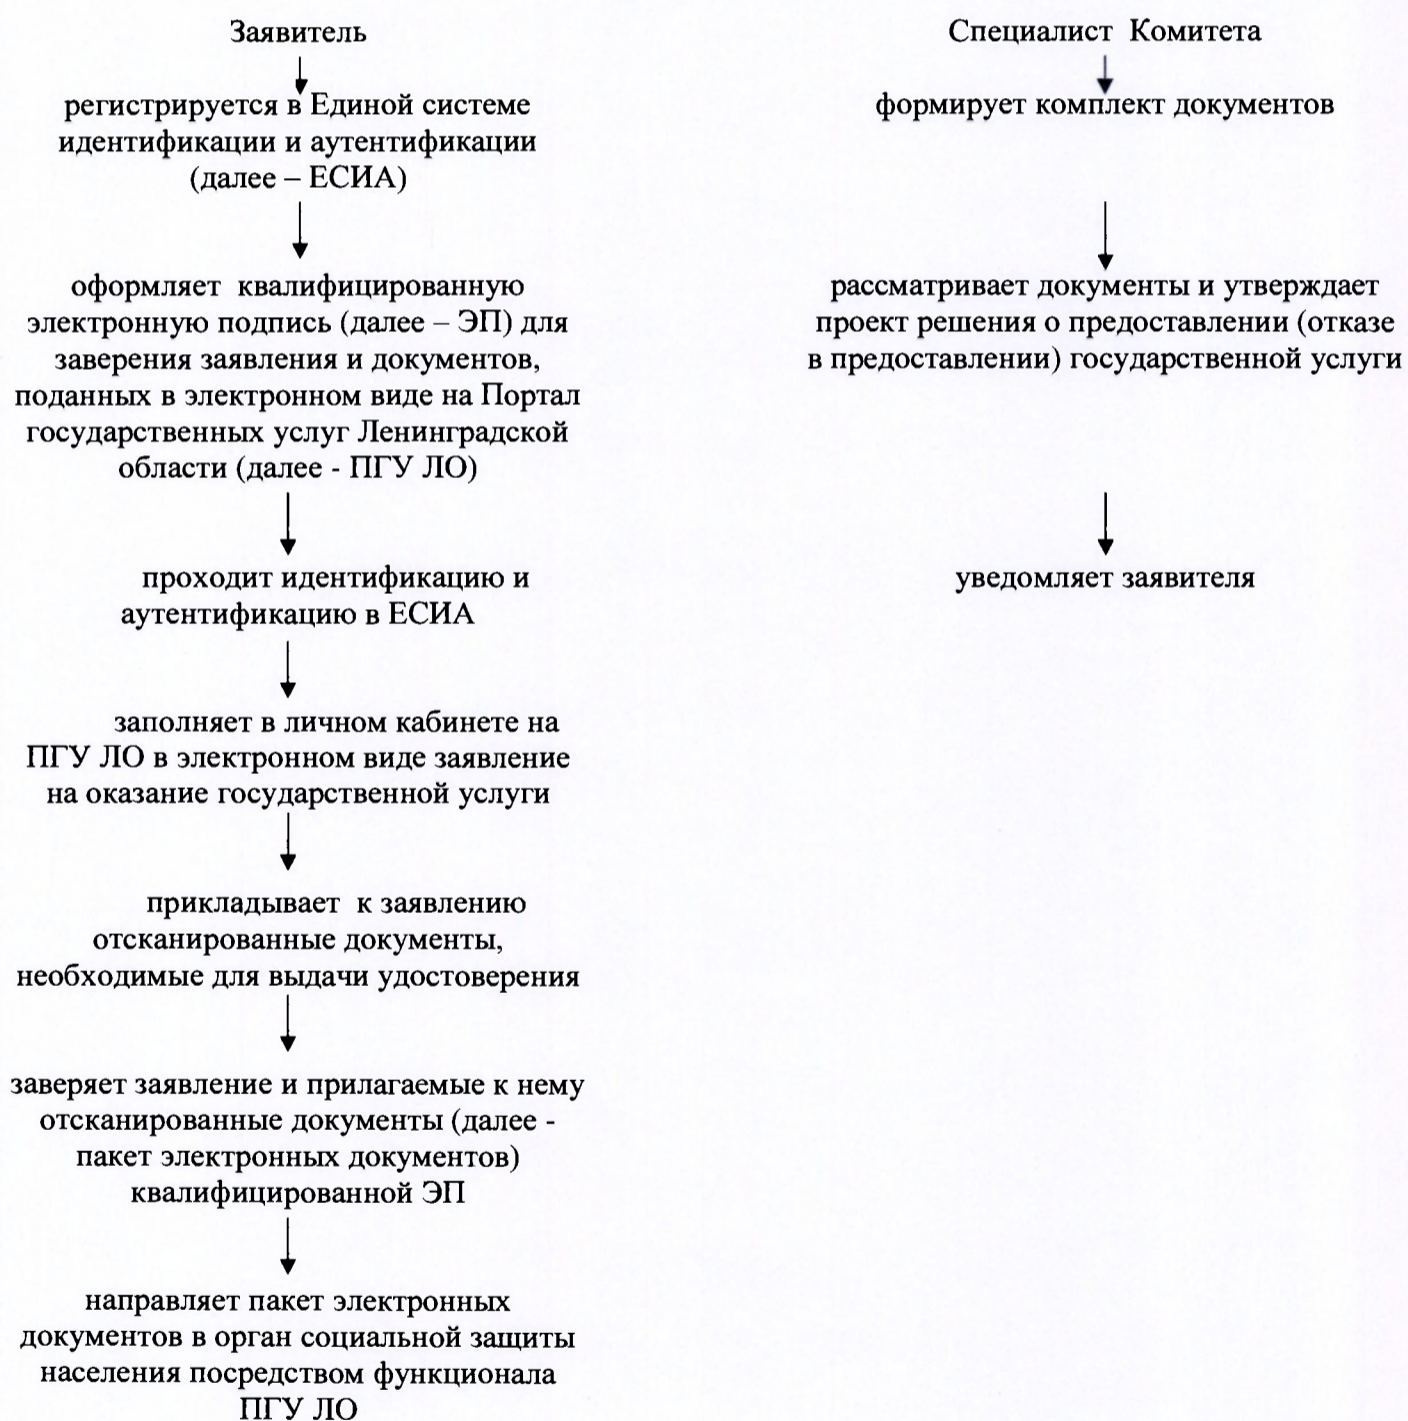 Заявитель
регистрируется в Единой системе
идентификации и аутентификации
(далее – ЕСИА)
оформляет квалифицированную
электронную подпись (далее – ЭП) для
заверения заявления и документов,
поданных в электронном виде на Портал
государственных услуг Ленинградской
области (далее - ПГУ ЛО)
проходит идентификацию и
аутентификацию в ЕСИА
заполняет в личном кабинете на
ПГУ ЛО в электронном виде заявление
на оказание государственной услуги
прикладывает к заявлению
отсканированные документы,
необходимые для выдачи удостоверения
заверяет заявление и прилагаемые к нему
отсканированные документы (далее -
пакет электронных документов)
квалифицированной ЭП
направляет пакет электронных
документов в орган социальной защиты
населения посредством функционала
ПГУ ЛО
Специалист Комитета
формирует комплект документов
рассматривает документы и утверждает
проект решения о предоставлении (отказе
в предоставлении) государственной услуги
уведомляет заявителя